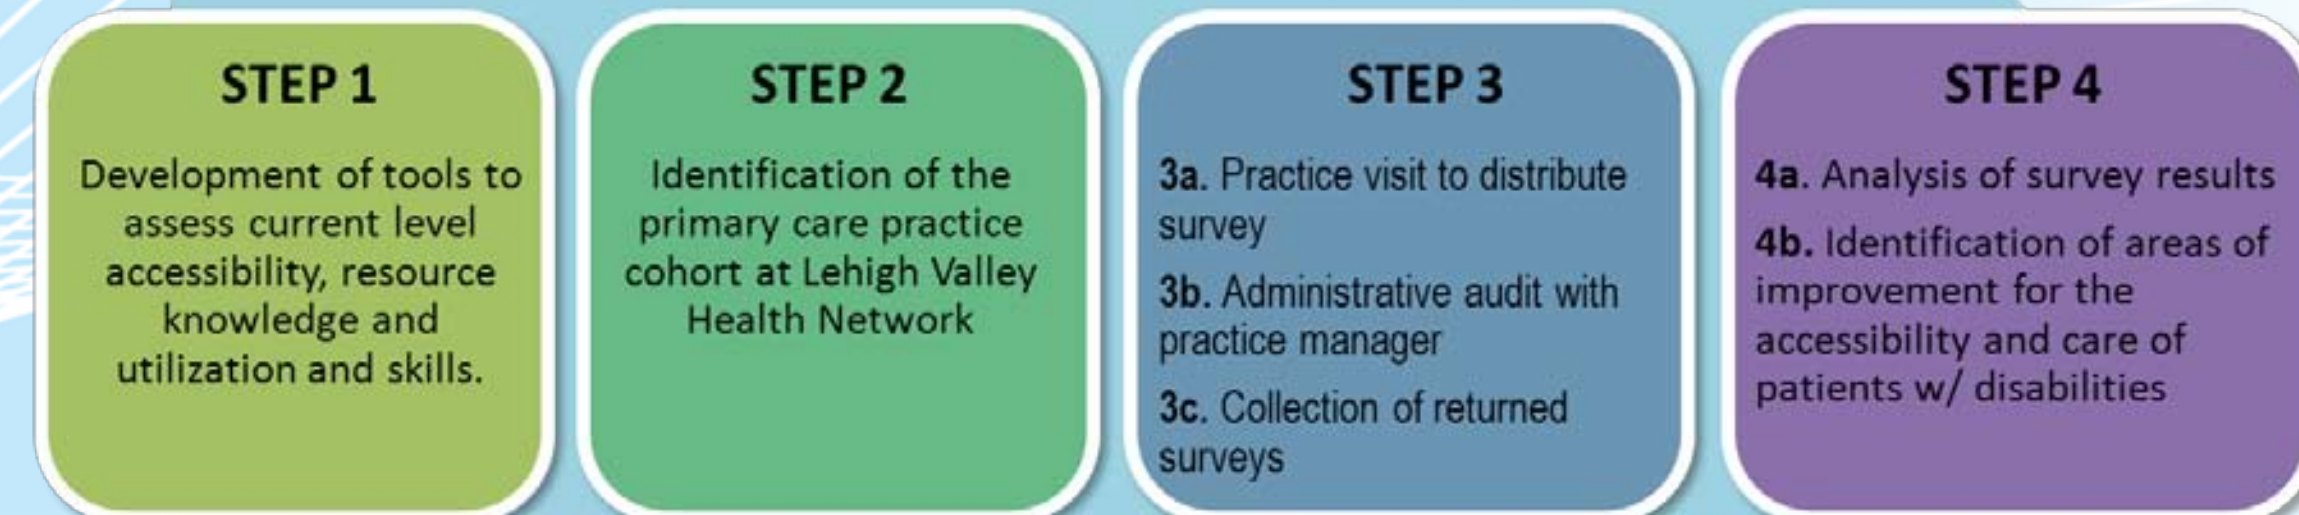 STEP 1
Development of tools to
assess current level
accessibility, resource
knowledge and
utilization and skills.
STEP 2
Identification of the
primary care practice
cohort at Lehigh Valley
Health Network
STEP 3
3a. Practice visit to distribute
survey
3b. Administrative audit with
practice manager
3c. Collection of returned
surveys
STEP 4
4a. Analysis of survey results
4b. Identification of areas of
improvement for the
accessibility and care of
patients w/ disabilities